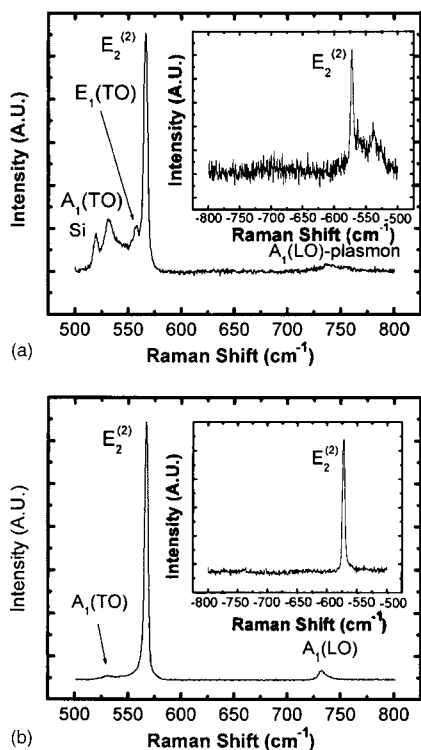 (a)
E₂⁽²⁾
E₁(TO)
A₁(TO)
Si
A₁(LO)-plasmon
Intensity (A.U.)
500 550 600 650 700 750 800
Raman Shift (cm⁻¹)
E₂⁽²⁾
Intensity (A.U.)
-800 -750 -700 -650 -600 -550 -500
Raman Shift (cm⁻¹)
(b)
E₂⁽²⁾
A₁(TO)
A₁(LO)
Intensity (A.U.)
500 550 600 650 700 750 800
Raman Shift (cm⁻¹)
E₂⁽²⁾
Intensity (A.U.)
-800 -750 -700 -650 -600 -550 -500
Raman Shift (cm⁻¹)